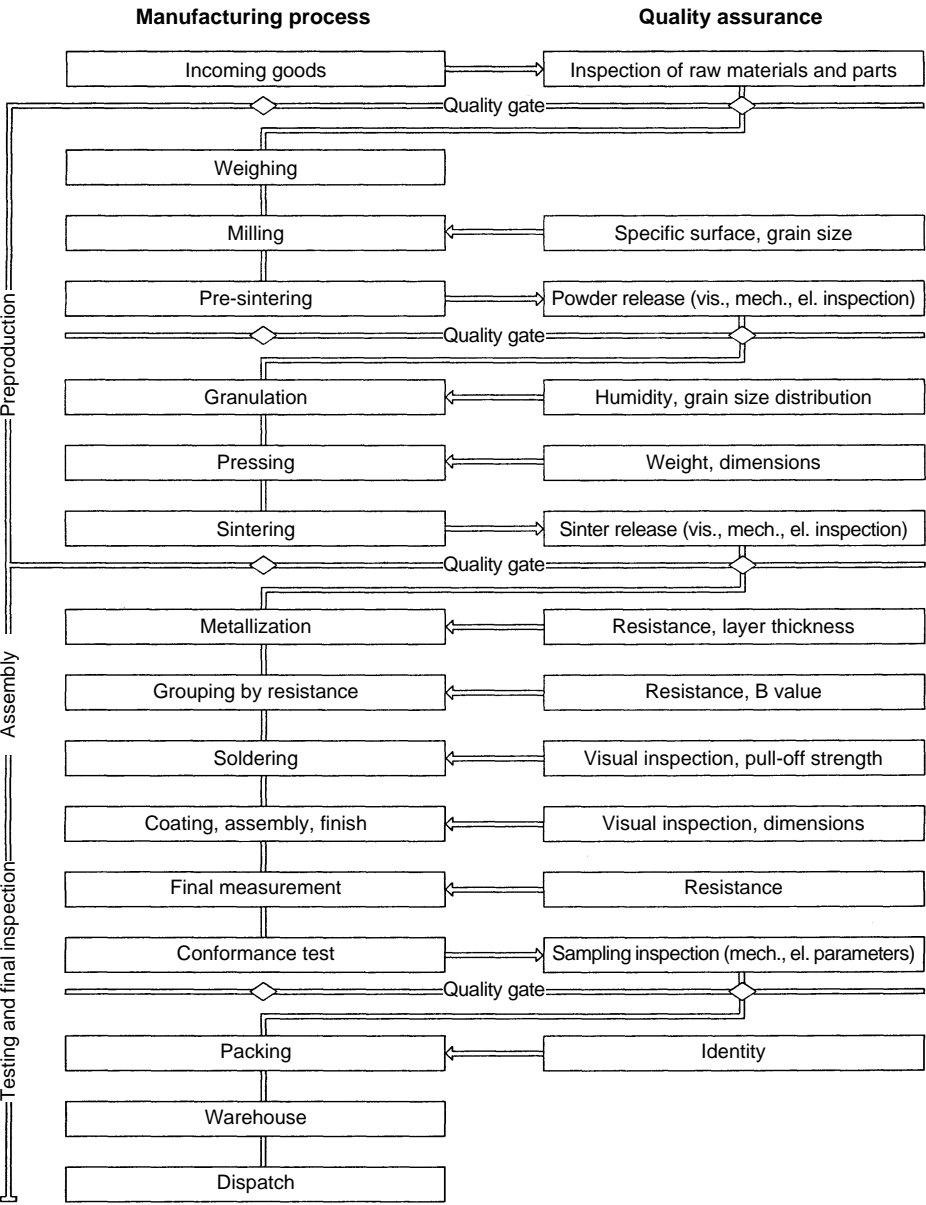 Manufacturing process
Quality assurance
Incoming goods
Inspection of raw materials and parts
Quality gate
Weighing
Milling
Specific surface, grain size
Pre-sintering
Powder release (vis., mech., el. inspection)
Quality gate
Preproduction
Granulation
Humidity, grain size distribution
Pressing
Weight, dimensions
Sintering
Sinter release (vis., mech., el. inspection)
Quality gate
Metallization
Resistance, layer thickness
Assembly
Grouping by resistance
Resistance, B value
Soldering
Visual inspection, pull-off strength
Coating, assembly, finish
Visual inspection, dimensions
Final measurement
Resistance
Conformance test
Sampling inspection (mech., el. parameters)
Quality gate
Testing and final inspection
Packing
Identity
Warehouse
Dispatch